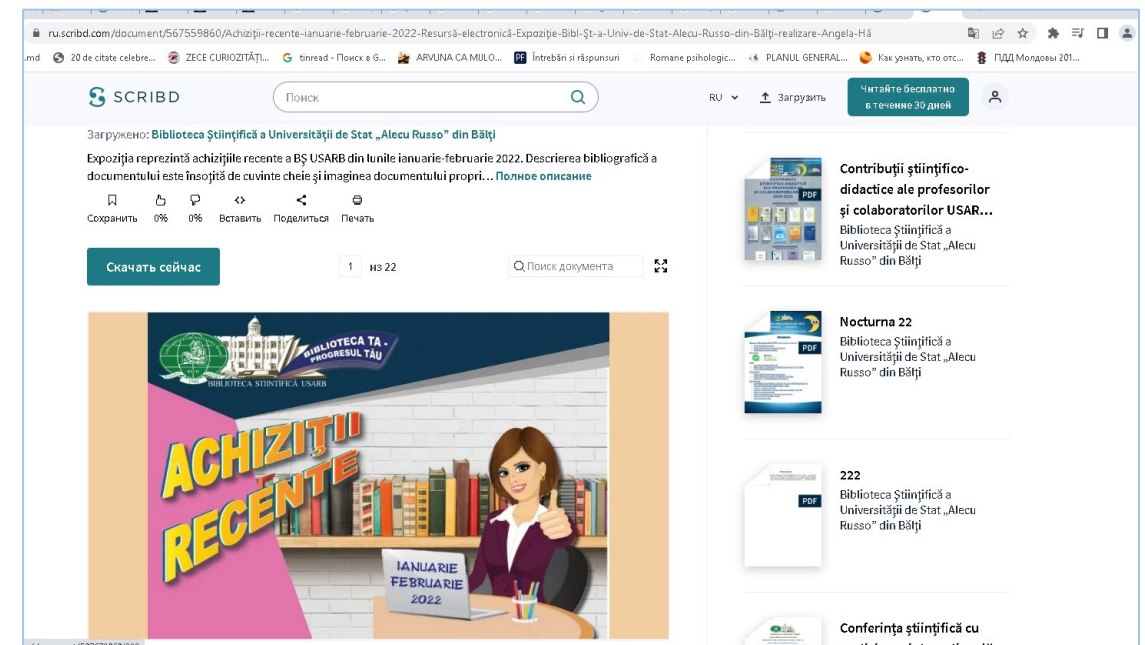 ru.scribd.com/document/567559860/Achiziții-recente-ianuarie-februarie-2022-Resursă-electronică-Expoziție-Bibl-Șt-a-Univ-de-Stat-Alecu-Russo-din-Bălți-realizare-Angela-Hă
.md 20 de citate celebre... ZECE CURIOZITĂȚI... tinread - Поиск в G... ARVUNA CA MIJLO... Întrebări si răspunsuri Romane psihologic... PLANUL GENERAL... Как узнать, кто отс... ПДД Молдовы 201...
SCRIBD Поиск RU Загрузить Читайте бесплатно
в течение 30 дней
Загружено: Biblioteca Științifică a Universității de Stat „Alecu Russo” din Bălți
Expoziția reprezintă achizițiile recente a BȘ USARB din lunile ianuarie-februarie 2022. Descrierea bibliografică a
documentului este însoțită de cuvinte cheie și imaginea documentului propri... Полное описание
Сохранить 0% 0% Вставить Поделиться Печать
Скачать сейчас 1 из 22 Поиск документа
BIBLIOTECA TA -
PROGRESUL TĂU
BIBLIOTECA STIINTIFICĂ USARB
ACHIZIȚII
RECENTE
IANUARIE
FEBRUARIE
2022
PDF
Contribuții științifico-
didactice ale profesorilor
și colaboratorilor USAR...
Biblioteca Științifică a
Universității de Stat „Alecu
Russo” din Bălți
PDF
Nocturna 22
Biblioteca Științifică a
Universității de Stat „Alecu
Russo” din Bălți
PDF
222
Biblioteca Științifică a
Universității de Stat „Alecu
Russo” din Bălți
Conferința științifică cu